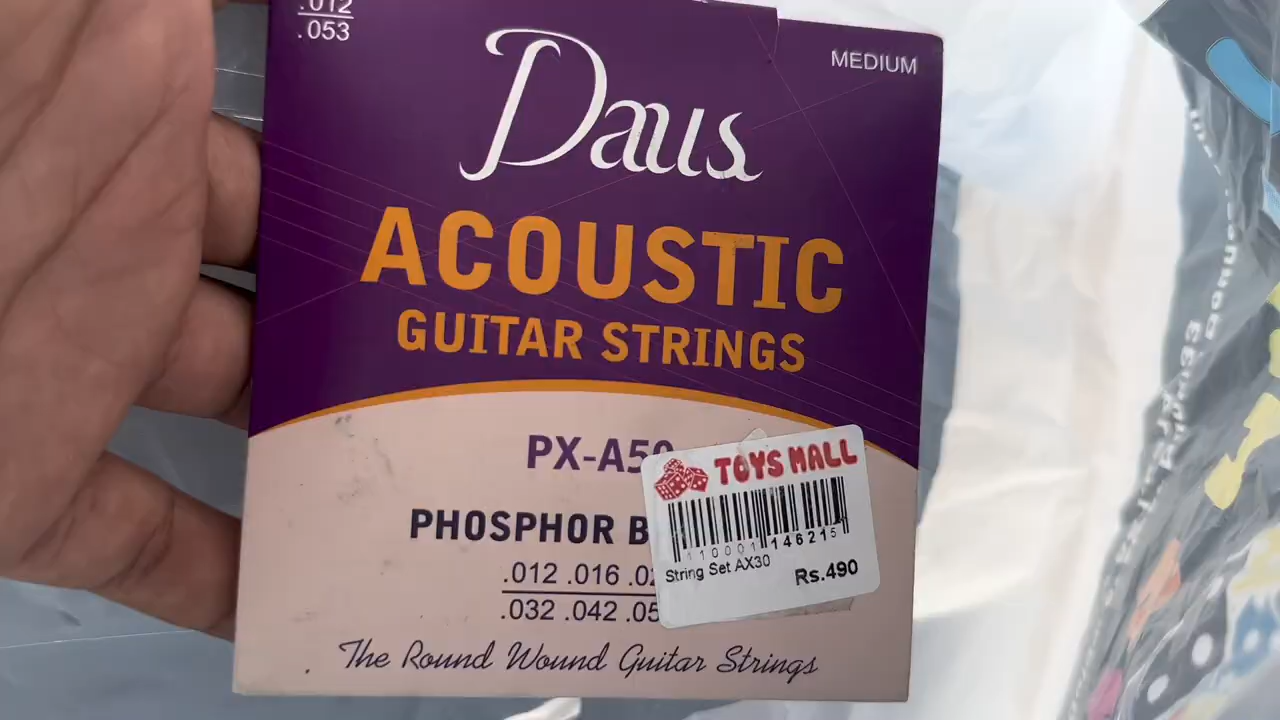 .012
.053
MEDIUM
Daus
ACOUSTIC
GUITAR STRINGS
PX-A50
TOYS MALL
110001146215
String Set AX30
Rs.490
PHOSPHOR B
.012 .016 .02
.032 .042 .05
The Round Wound Guitar Strings